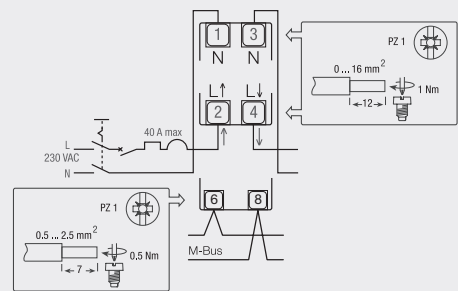 1 3
N N
L↑ L↓
2 4
PZ 1
0 ... 16 mm²
12
1 Nm
40 A max
L
230 VAC
N
6 8
M-Bus
PZ 1
0.5 ... 2.5 mm²
7
0,5 Nm